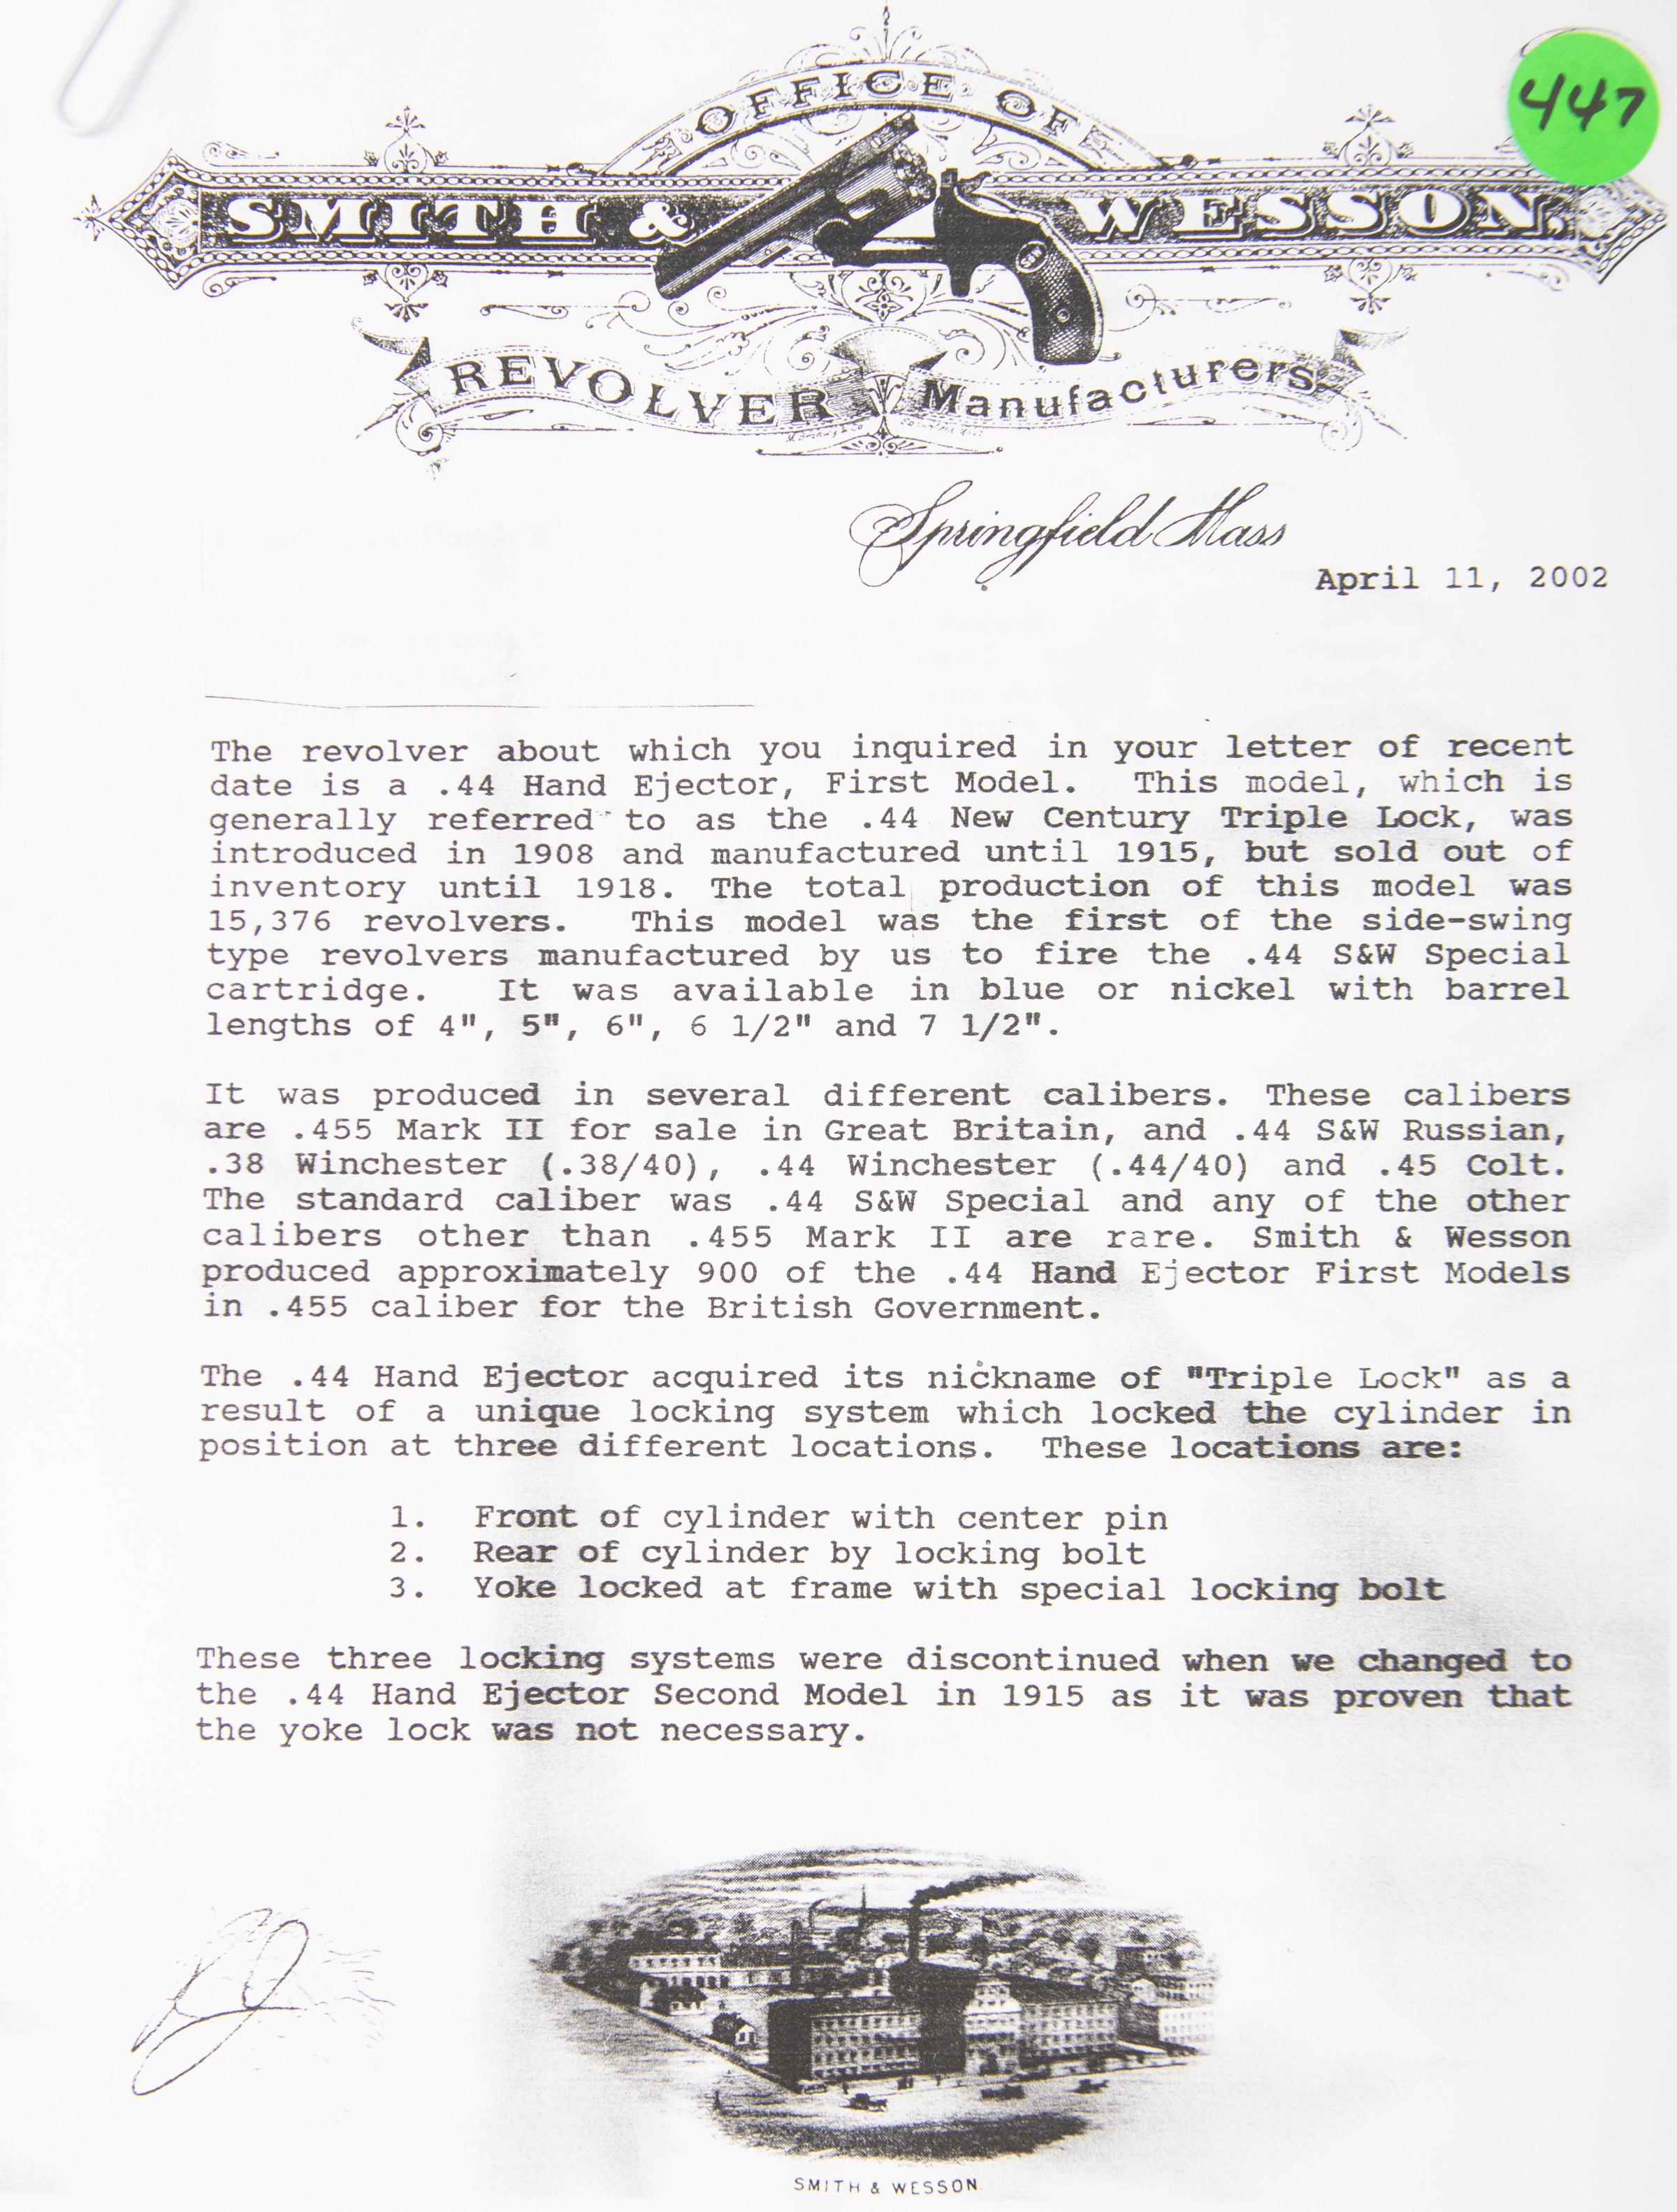 447
OFFICE OF
SMITH & WESSON,
REVOLVER Manufacturers
Springfield Mass
April 11, 2002
The revolver about which you inquired in your letter of recent
date is a .44 Hand Ejector, First Model. This model, which is
generally referred to as the .44 New Century Triple Lock, was
introduced in 1908 and manufactured until 1915, but sold out of
inventory until 1918. The total production of this model was
15,376 revolvers. This model was the first of the side-swing
type revolvers manufactured by us to fire the .44 S&W Special
cartridge. It was available in blue or nickel with barrel
lengths of 4", 5", 6", 6 1/2" and 7 1/2".
It was produced in several different calibers. These calibers
are .455 Mark II for sale in Great Britain, and .44 S&W Russian,
.38 Winchester (.38/40), .44 Winchester (.44/40) and .45 Colt.
The standard caliber was .44 S&W Special and any of the other
calibers other than .455 Mark II are rare. Smith & Wesson
produced approximately 900 of the .44 Hand Ejector First Models
in .455 caliber for the British Government.
The .44 Hand Ejector acquired its nickname of "Triple Lock" as a
result of a unique locking system which locked the cylinder in
position at three different locations. These locations are:
1. Front of cylinder with center pin
2. Rear of cylinder by locking bolt
3. Yoke locked at frame with special locking bolt
These three locking systems were discontinued when we changed to
the .44 Hand Ejector Second Model in 1915 as it was proven that
the yoke lock was not necessary.
SMITH & WESSON